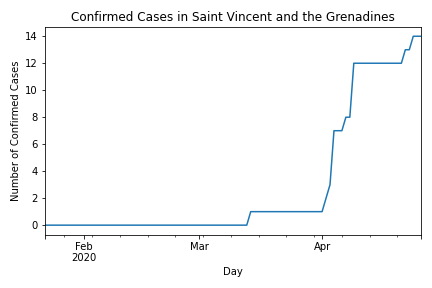 Confirmed Cases in Saint Vincent and the Grenadines
Number of Confirmed Cases
14
12
10
8
6
4
2
0
Feb
2020
Mar
Apr
Day